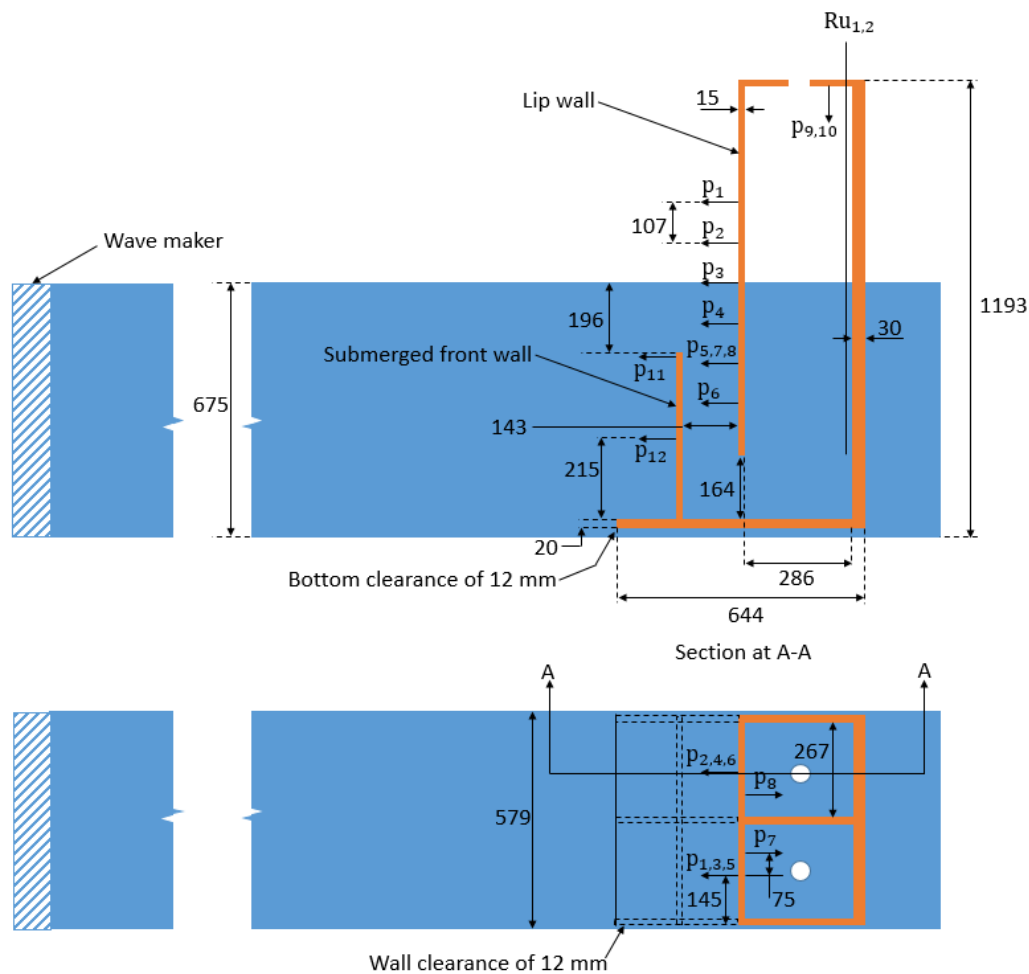 Ru1,2
Lip wall
15
p9,10
p1
107
p2
Wave maker
p3
196
p4
1193
30
Submerged front wall
p5,7,8
p11
p6
675
143
p12
215
164
20
Bottom clearance of 12 mm
286
644
Section at A-A
A
A
p2,4,6
267
p8
579
p7
p1,3,5
145
75
Wall clearance of 12 mm